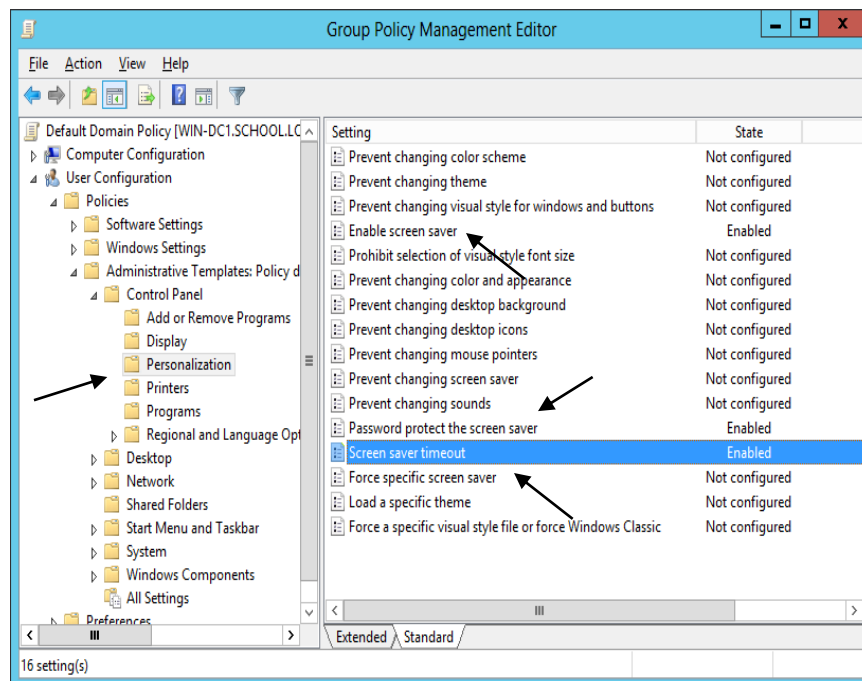 Group Policy Management Editor
File Action View Help
Default Domain Policy [WIN-DC1.SCHOOL.LC
Computer Configuration
User Configuration
Policies
Software Settings
Windows Settings
Administrative Templates: Policy d
Control Panel
Add or Remove Programs
Display
Personalization
Printers
Programs
Regional and Language Opt
Desktop
Network
Shared Folders
Start Menu and Taskbar
System
Windows Components
All Settings
Preferences
Setting State
Prevent changing color scheme Not configured
Prevent changing theme Not configured
Prevent changing visual style for windows and buttons Not configured
Enable screen saver Enabled
Prohibit selection of visual style font size Not configured
Prevent changing color and appearance Not configured
Prevent changing desktop background Not configured
Prevent changing desktop icons Not configured
Prevent changing mouse pointers Not configured
Prevent changing screen saver Not configured
Prevent changing sounds Not configured
Password protect the screen saver Enabled
Screen saver timeout Enabled
Force specific screen saver Not configured
Load a specific theme Not configured
Force a specific visual style file or force Windows Classic Not configured
Extended Standard
16 setting(s)